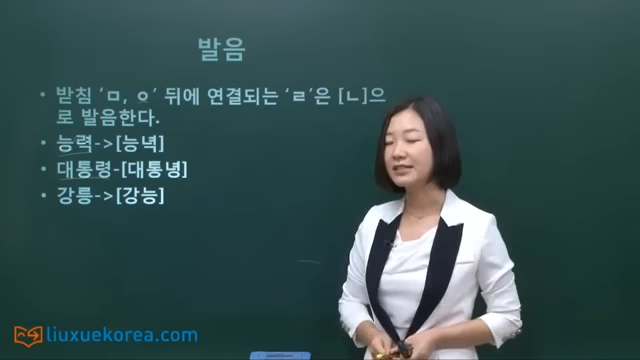 발음
• 받침 'ㅁ, ㅇ' 뒤에 연결되는 'ㄹ'은 [ㄴ]으
로 발음한다.
• 능력->[능녁]
• 대통령-[대통녕]
• 강릉->[강능]
liuxuekorea.com